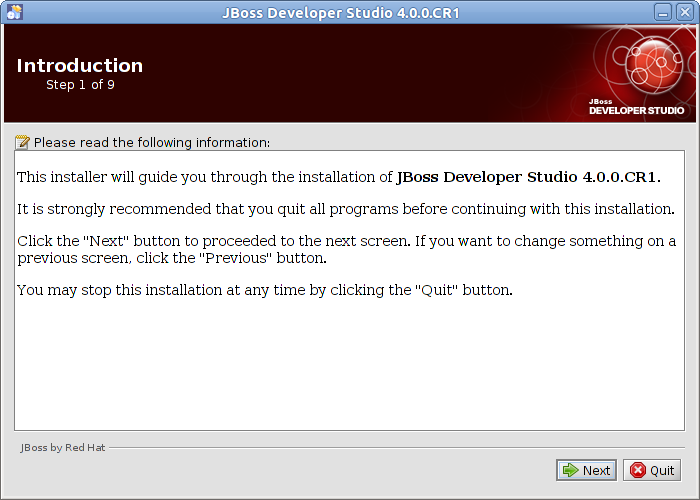 JBoss Developer Studio 4.0.0.CR1
Introduction
Step 1 of 9
JBoss
DEVELOPER STUDIO
Please read the following information:
This installer will guide you through the installation of JBoss Developer Studio 4.0.0.CR1.
It is strongly recommended that you quit all programs before continuing with this installation.
Click the "Next" button to proceeded to the next screen. If you want to change something on a
previous screen, click the "Previous" button.
You may stop this installation at any time by clicking the "Quit" button.
JBoss by Red Hat
Next
Quit